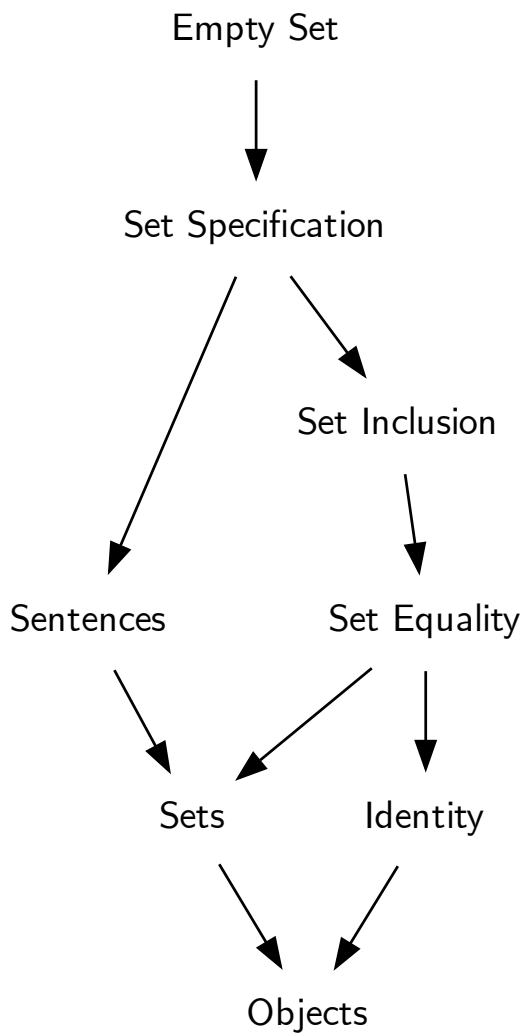 Empty Set
Set Specification
Set Inclusion
Sentences
Set Equality
Sets
Identity
Objects